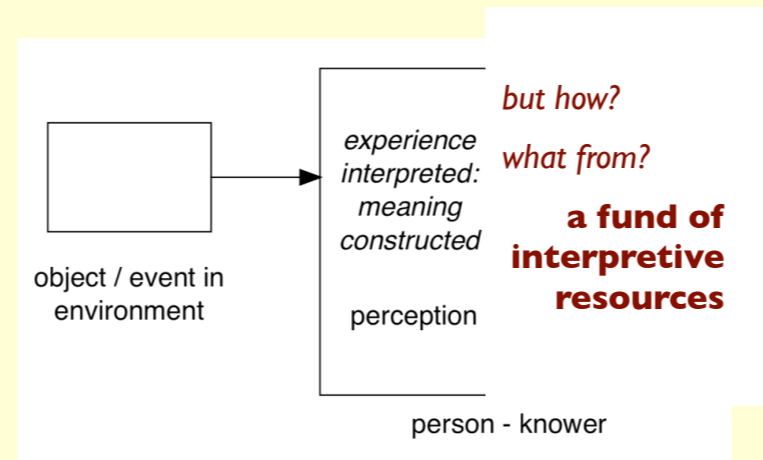 object / event in
environment
experience
interpreted:
meaning
constructed
perception
person - knower
but how?
what from?
a fund of
interpretive
resources